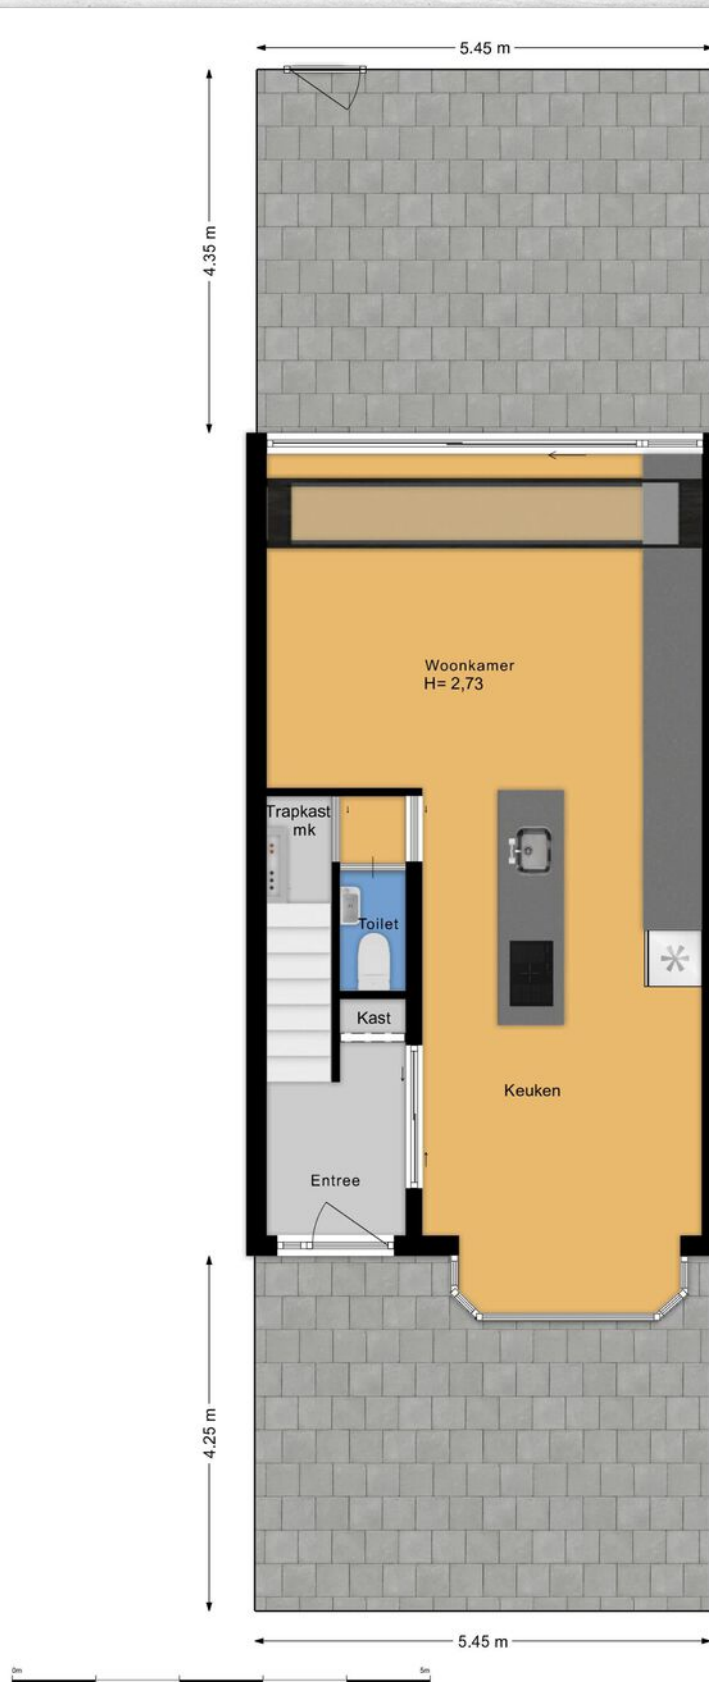 5.45 m
4.35 m
Woonkamer
H= 2,73
Trapkast
mk
Toilet
Kast
Keuken
Entree
4.25 m
5.45 m
0m
5m